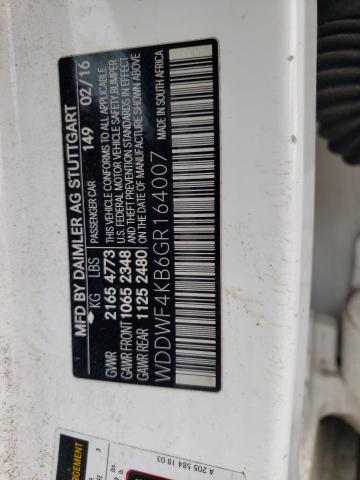 MFD BY DAIMLER AG STUTTGART
PASSENGER CAR 149 02/16
KG LBS THIS VEHICLE CONFORMS TO ALL APPLICABLE
GVWR 2165 4773 U.S. FEDERAL MOTOR VEHICLE SAFETY, BUMPER
GAWR FRONT 1065 2348 AND THEFT PREVENTION STANDARDS IN EFFECT
GAWR REAR 1125 2480 ON THE DATE OF MANUFACTURE SHOWN ABOVE
WDDWF4KB6GR164007 MADE IN SOUTH AFRICA
A 205 584 18 03